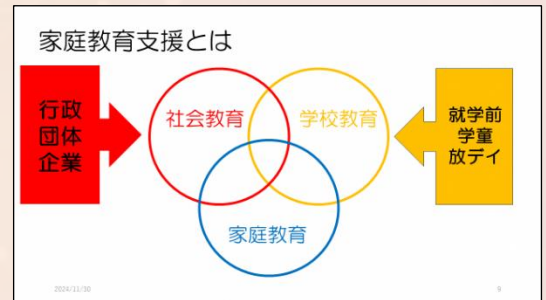 家庭教育支援とは
行政
団体
企業
社会教育
学校教育
就学前
学童
放デイ
家庭教育
2024/11/30